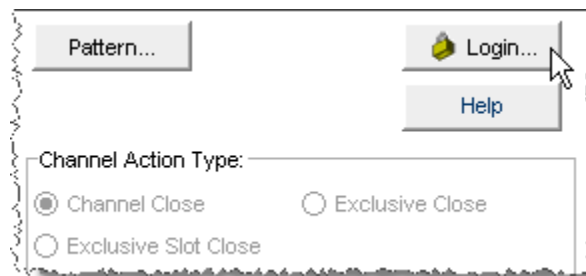 Pattern... Login...
Help
Channel Action Type:
Channel Close Exclusive Close
Exclusive Slot Close